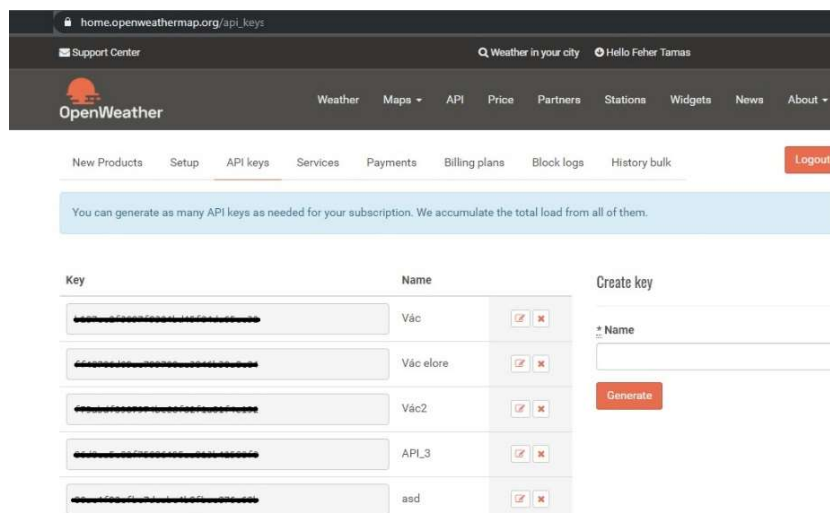 home.openweathermap.org/api_keys
Support Center
Weather in your city
Hello Feher Tamas
OpenWeather
Weather
Maps
API
Price
Partners
Stations
Widgets
News
About
New Products
Setup
API keys
Services
Payments
Billing plans
Block logs
History bulk
Logout
You can generate as many API keys as needed for your subscription. We accumulate the total load from all of them.
Key
Name
Vác
Vác elore
Vác2
API_3
asd
Create key
* Name
Generate